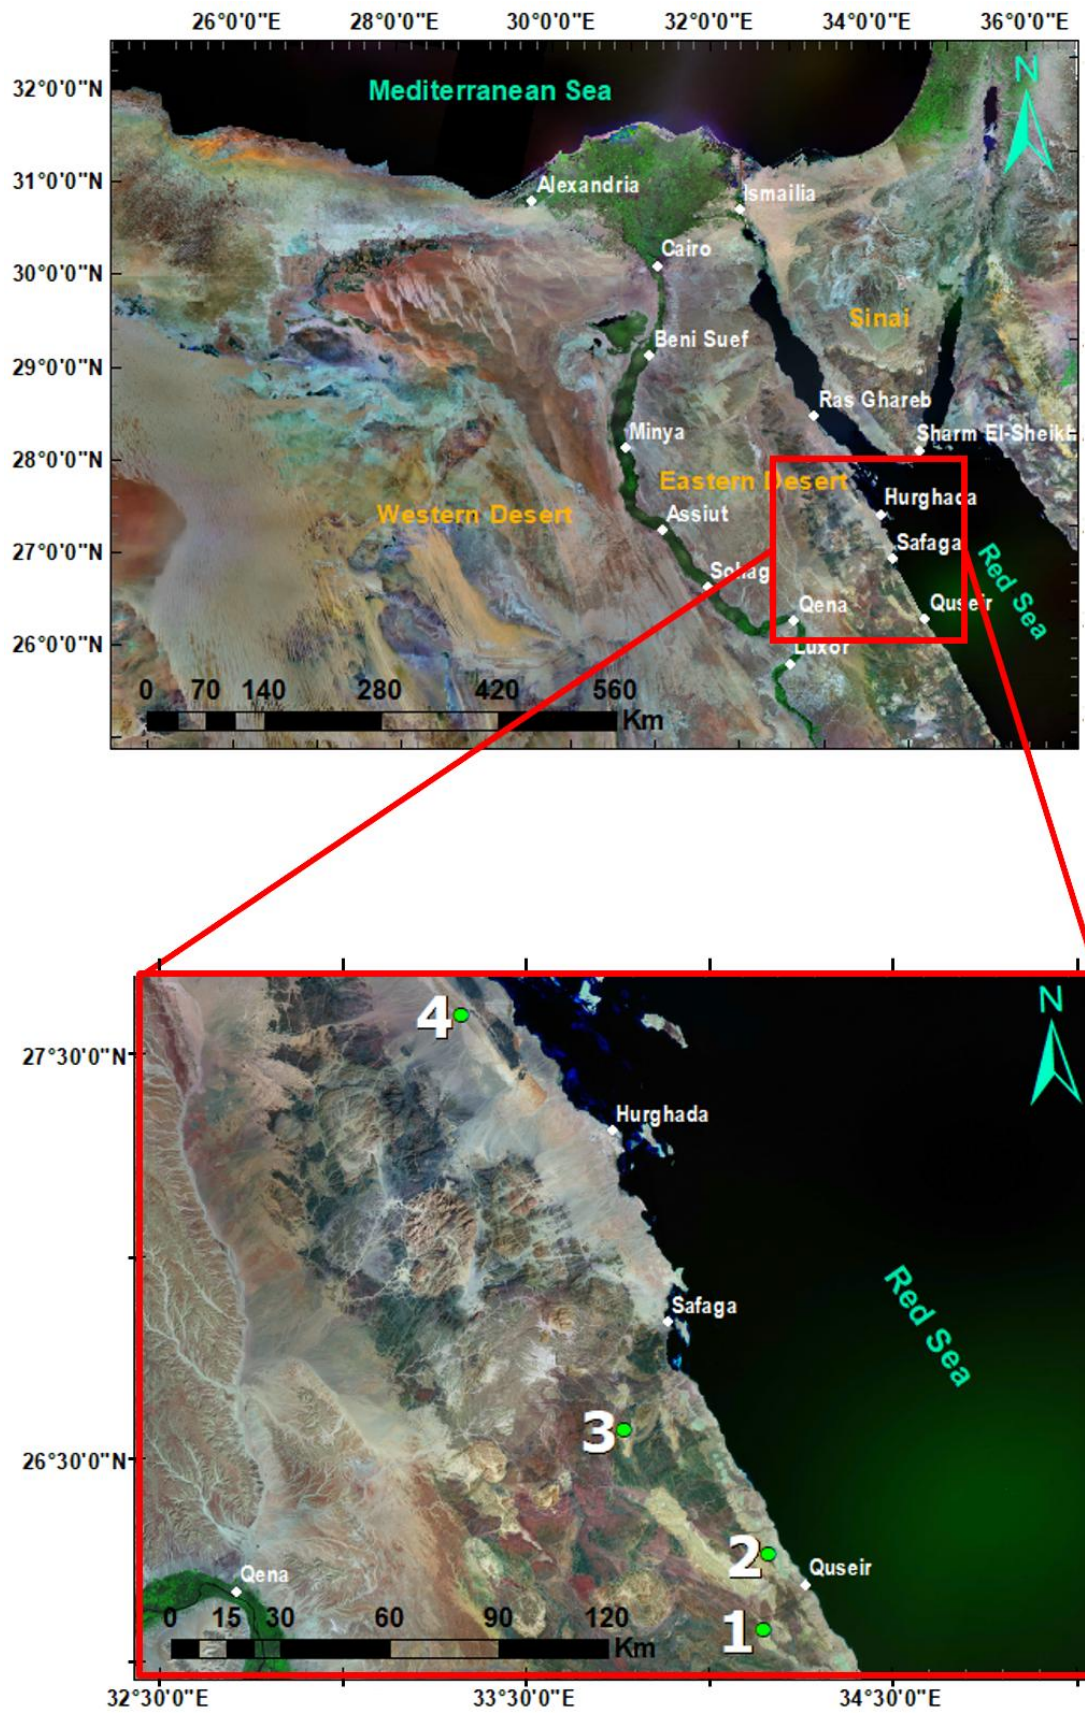 26°0'0"E 28°0'0"E 30°0'0"E 32°0'0"E 34°0'0"E 36°0'0"E
32°0'0"N
Mediterranean Sea
N
31°0'0"N
Alexandria
Ismailia
30°0'0"N
Cairo
Sinai
29°0'0"N
Beni Suef
Ras Ghareb
Minya
Sharm El-Sheikh
28°0'0"N
Eastern Desert
Western Desert
Hurghada
Assiut
27°0'0"N
Safaga
Red Sea
Sohag
Qena
Quseir
26°0'0"N
Luxor
0 70 140 280 420 560
Km
N
4
27°30'0"N
Hurghada
Red Sea
Safaga
3
26°30'0"N
2
Quseir
Qena
0 15 30 60 90 120
Km
1
32°30'0"E 33°30'0"E 34°30'0"E